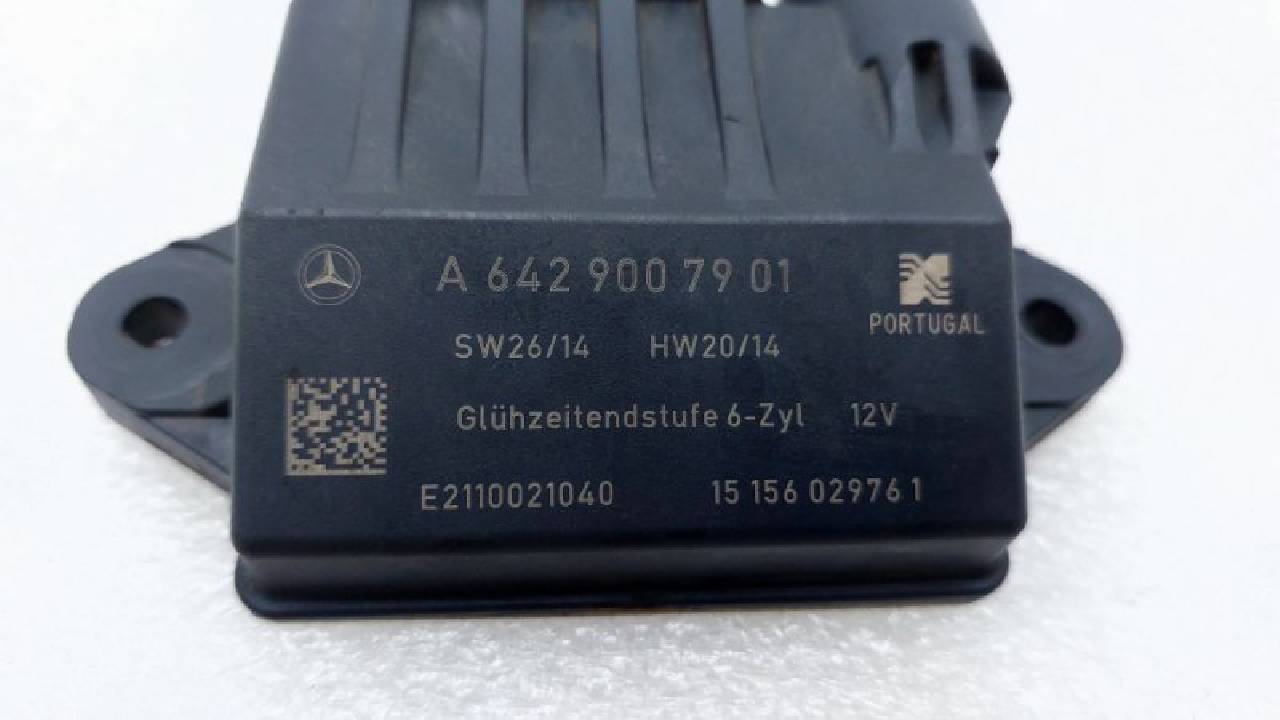 A 642 900 79 01
PORTUGAL
SW26/14 HW20/14
Glühzeitendstufe 6-Zyl 12V
E2110021040 15 156 02976 1